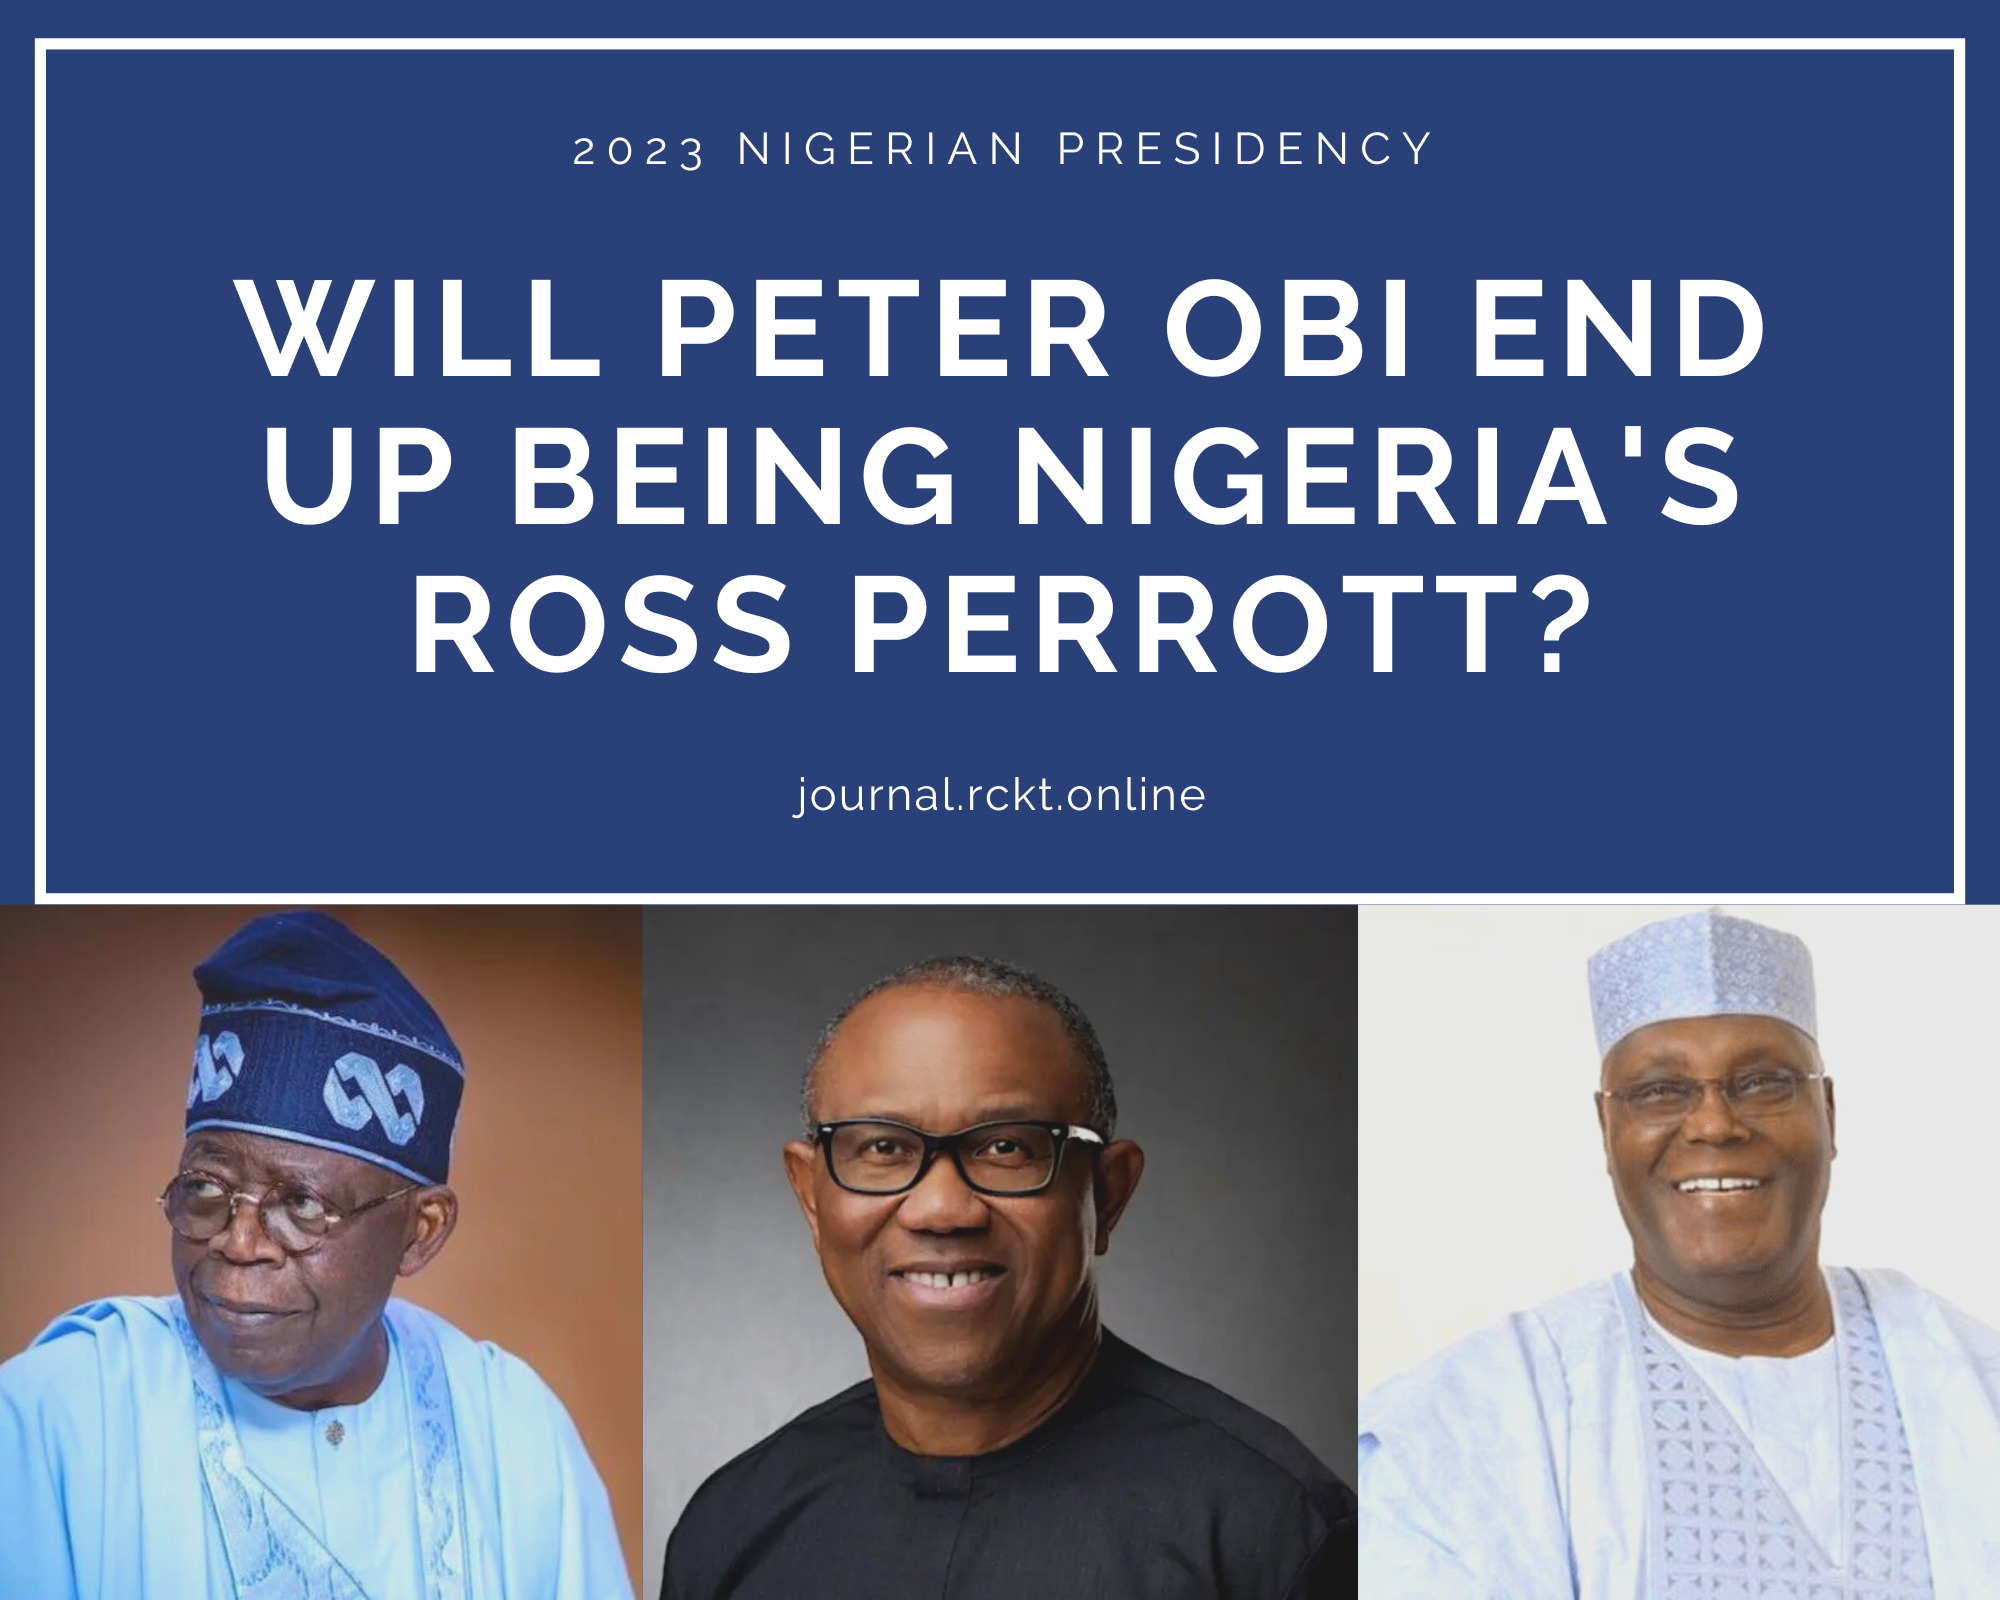 2023 NIGERIAN PRESIDENCY
WILL PETER OBI END
UP BEING NIGERIA'S
ROSS PERROTT?
journal.rckt.online